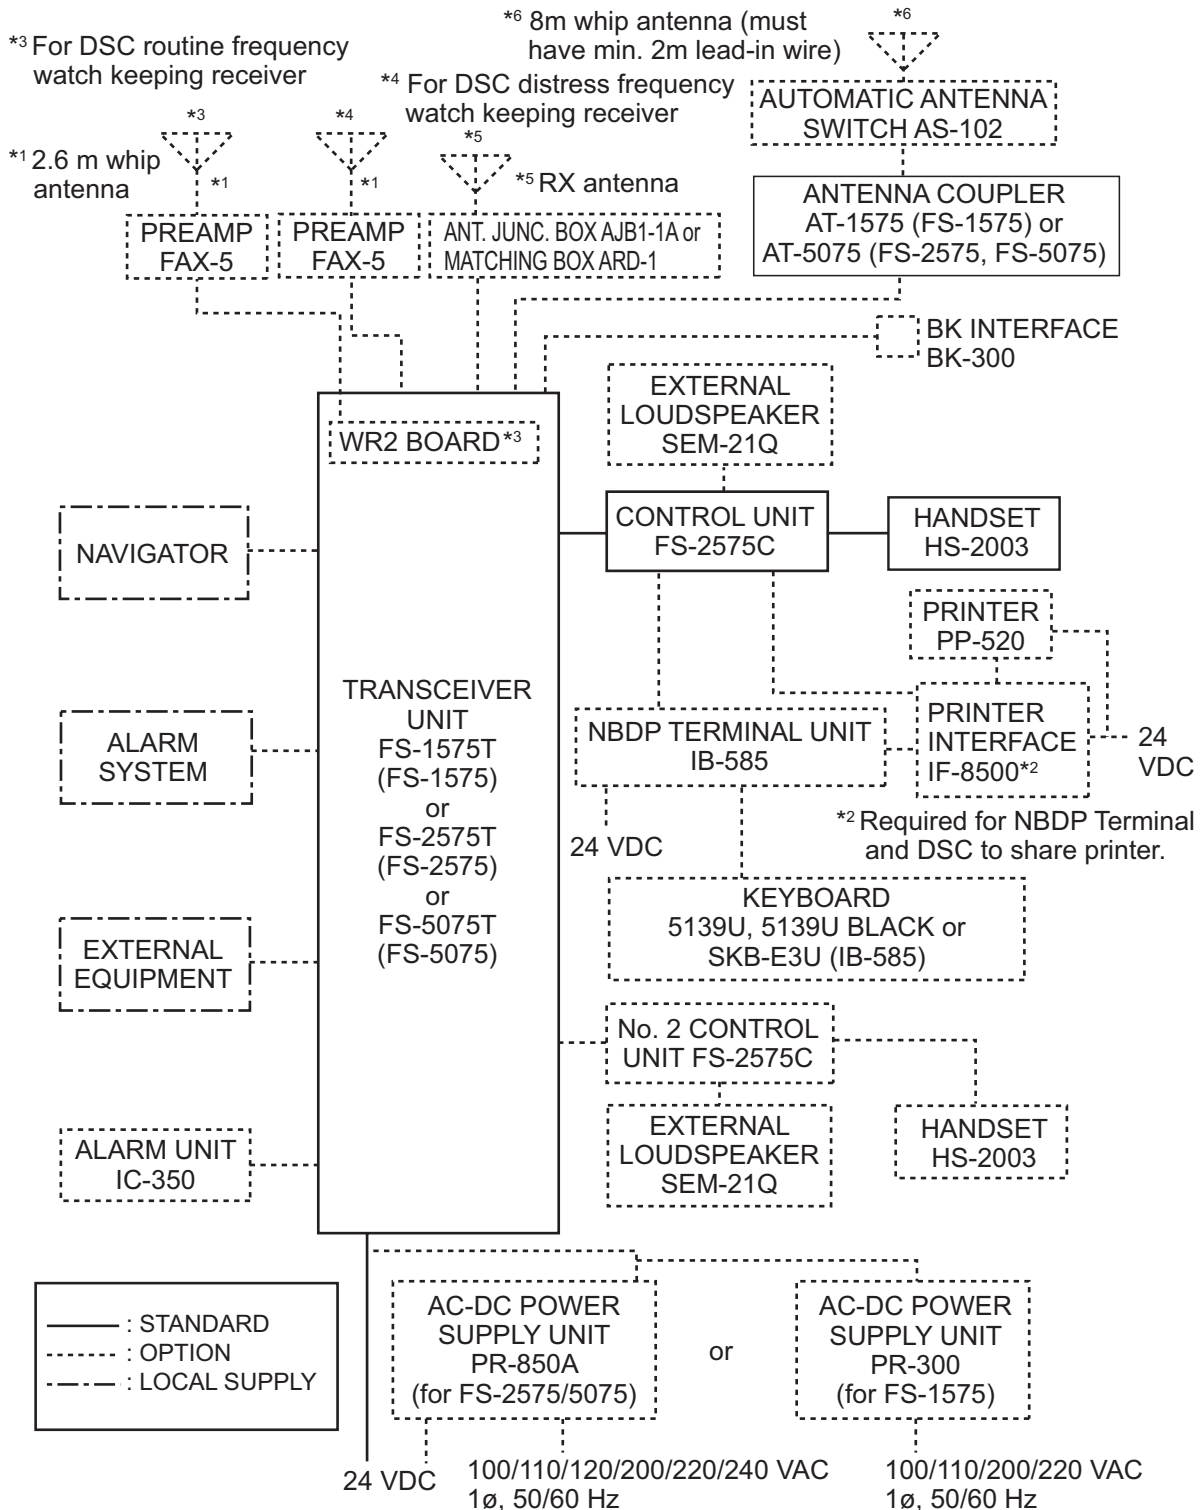 *3 For DSC routine frequency
watch keeping receiver
*6 8m whip antenna (must
have min. 2m lead-in wire)
*6
*4 For DSC distress frequency
watch keeping receiver
AUTOMATIC ANTENNA
SWITCH AS-102
*3
*4
*5
*1 2.6 m whip
antenna
*1
*1
*5 RX antenna
ANTENNA COUPLER
AT-1575 (FS-1575) or
AT-5075 (FS-2575, FS-5075)
PREAMP
FAX-5
PREAMP
FAX-5
ANT. JUNC. BOX AJB1-1A or
MATCHING BOX ARD-1
BK INTERFACE
BK-300
EXTERNAL
LOUDSPEAKER
SEM-21Q
WR2 BOARD*3
CONTROL UNIT
FS-2575C
HANDSET
HS-2003
NAVIGATOR
PRINTER
PP-520
TRANSCEIVER
UNIT
FS-1575T
(FS-1575)
or
FS-2575T
(FS-2575)
or
FS-5075T
(FS-5075)
NBDP TERMINAL UNIT
IB-585
PRINTER
INTERFACE
IF-8500*2
24
VDC
ALARM
SYSTEM
24 VDC
*2 Required for NBDP Terminal
and DSC to share printer.
KEYBOARD
5139U, 5139U BLACK or
SKB-E3U (IB-585)
EXTERNAL
EQUIPMENT
No. 2 CONTROL
UNIT FS-2575C
EXTERNAL
LOUDSPEAKER
SEM-21Q
HANDSET
HS-2003
ALARM UNIT
IC-350
: STANDARD
: OPTION
: LOCAL SUPPLY
AC-DC POWER
SUPPLY UNIT
PR-850A
(for FS-2575/5075)
or
AC-DC POWER
SUPPLY UNIT
PR-300
(for FS-1575)
24 VDC
100/110/120/200/220/240 VAC
1ø, 50/60 Hz
100/110/200/220 VAC
1ø, 50/60 Hz